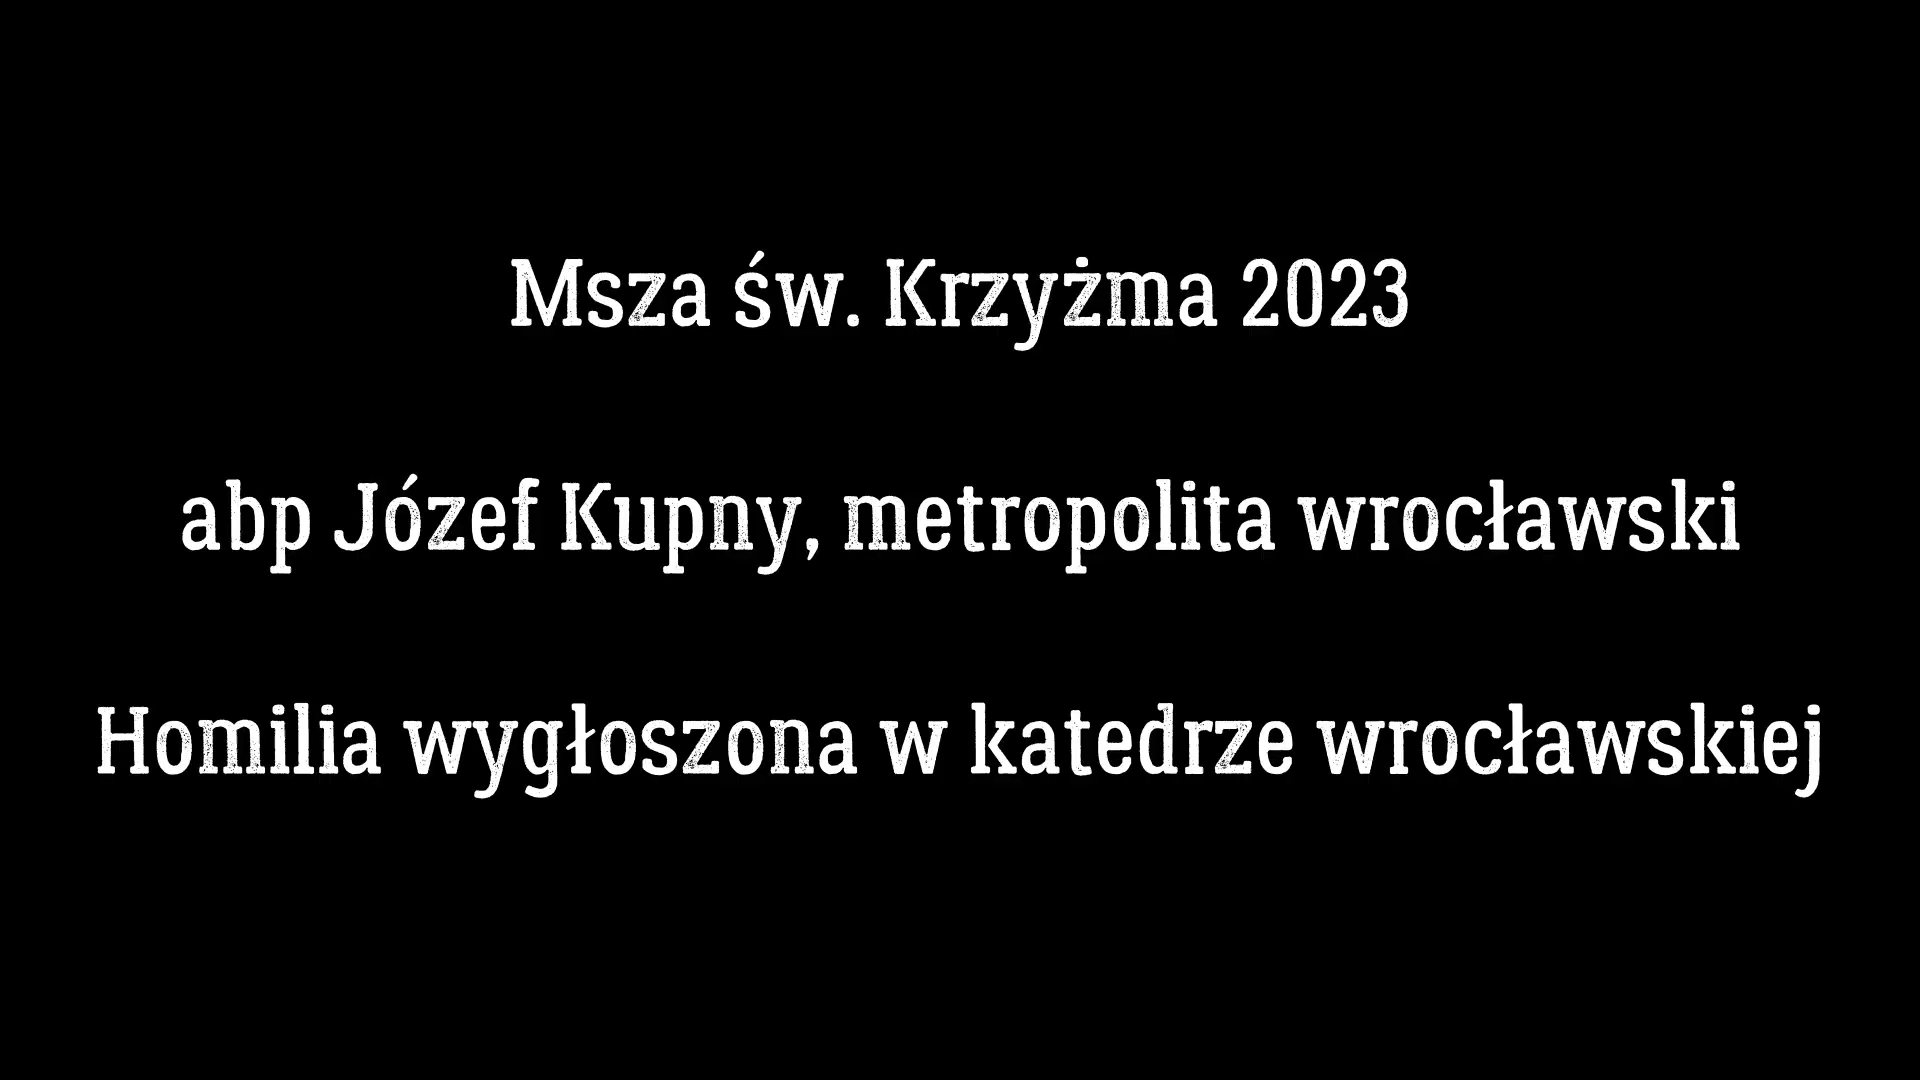 Msza św. Krzyżma 2023
abp Józef Kupny, metropolita wrocławski
Homilia wygłoszona w katedrze wrocławskiej